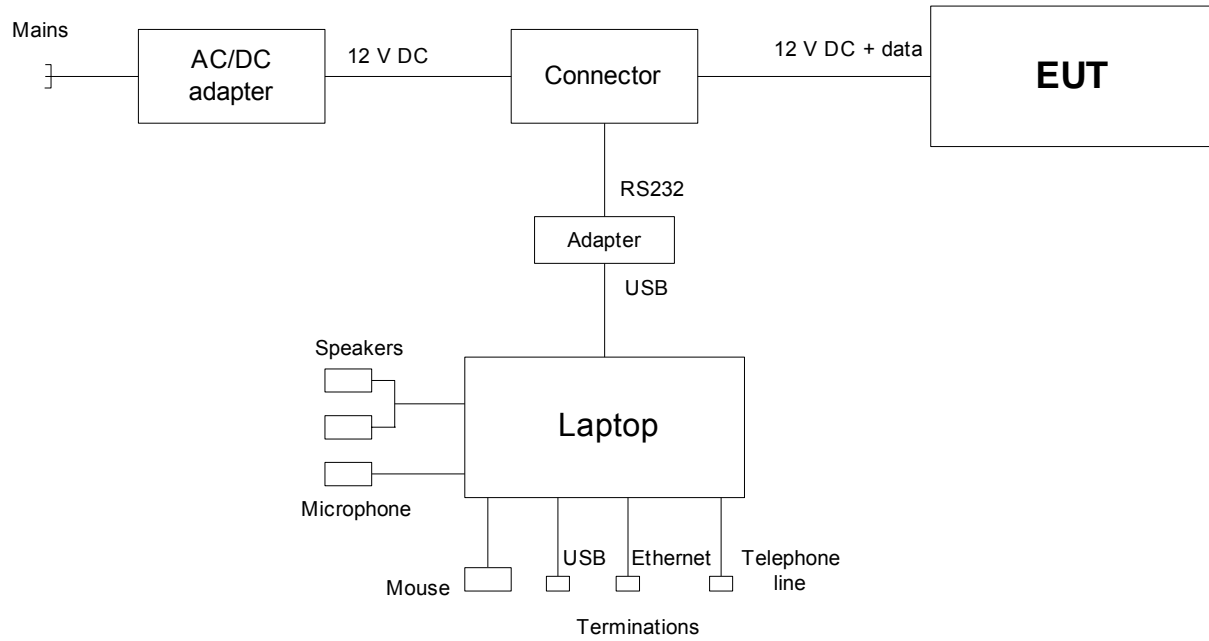 Mains
AC/DC
adapter
12 V DC
Connector
12 V DC + data
EUT
RS232
Adapter
USB
Speakers
Laptop
Microphone
Mouse
USB
Ethernet
Telephone
line
Terminations